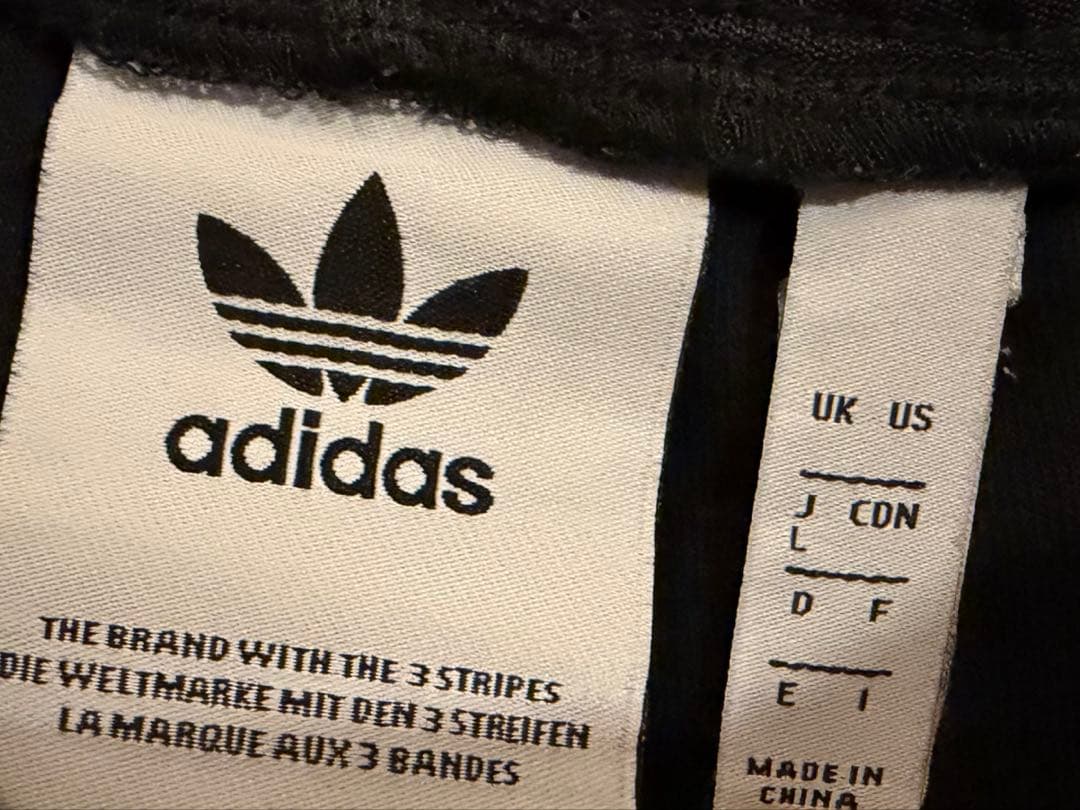 adidas
THE BRAND WITH THE 3 STRIPES
DIE WELTMARKE MIT DEN 3 STREIFEN
LA MARQUE AUX 3 BANDES
UK US
J CDN
L
D F
E I
MADE IN
CHINA